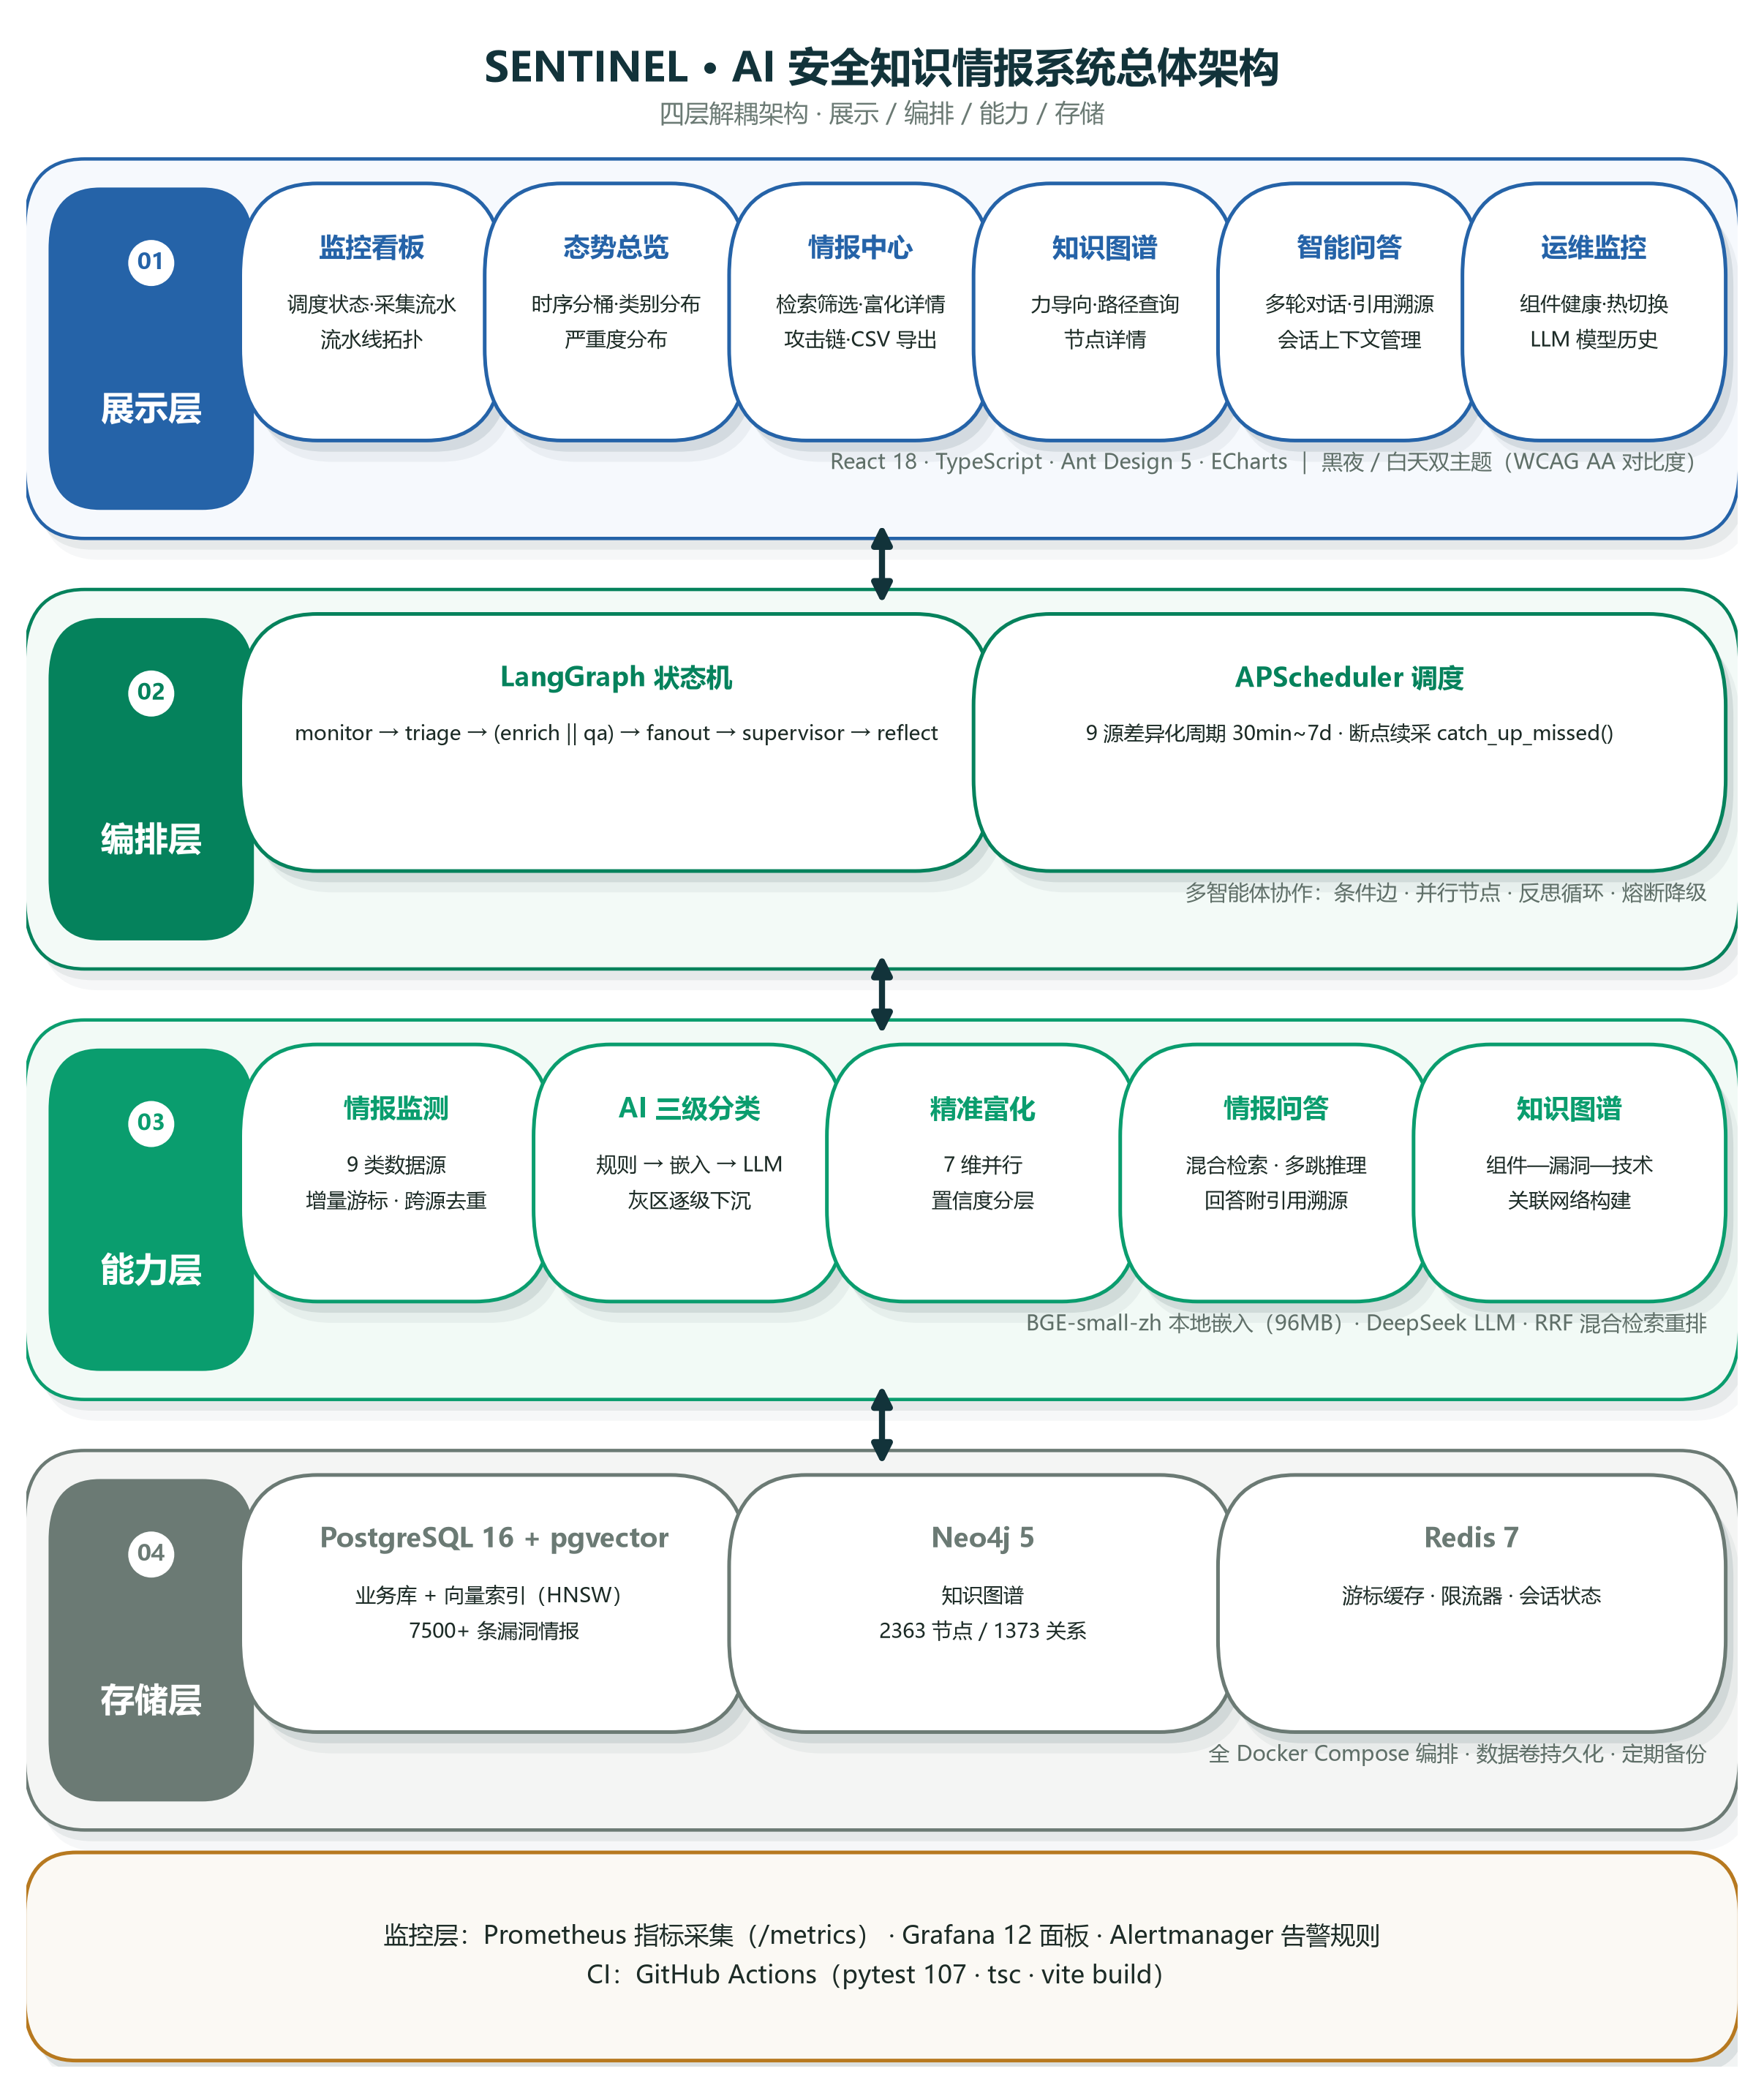 SENTINEL · AI 安全知识情报系统总体架构
四层解耦架构 · 展示 / 编排 / 能力 / 存储
01
展示层
监控看板
调度状态·采集流水
流水线拓扑
态势总览
时序分桶·类别分布
严重度分布
情报中心
检索筛选·富化详情
攻击链·CSV 导出
知识图谱
力导向·路径查询
节点详情
智能问答
多轮对话·引用溯源
会话上下文管理
运维监控
组件健康·热切换
LLM 模型历史
React 18 · TypeScript · Ant Design 5 · ECharts ｜ 黑夜 / 白天双主题（WCAG AA 对比度）
02
编排层
LangGraph 状态机
monitor → triage → (enrich || qa) → fanout → supervisor → reflect
APScheduler 调度
9 源差异化周期 30min~7d · 断点续采 catch_up_missed()
多智能体协作：条件边 · 并行节点 · 反思循环 · 熔断降级
03
能力层
情报监测
9 类数据源
增量游标 · 跨源去重
AI 三级分类
规则 → 嵌入 → LLM
灰区逐级下沉
精准富化
7 维并行
置信度分层
情报问答
混合检索 · 多跳推理
回答附引用溯源
知识图谱
组件—漏洞—技术
关联网络构建
BGE-small-zh 本地嵌入（96MB）· DeepSeek LLM · RRF 混合检索重排
04
存储层
PostgreSQL 16 + pgvector
业务库 + 向量索引（HNSW）
7500+ 条漏洞情报
Neo4j 5
知识图谱
2363 节点 / 1373 关系
Redis 7
游标缓存 · 限流器 · 会话状态
全 Docker Compose 编排 · 数据卷持久化 · 定期备份
监控层：Prometheus 指标采集（/metrics） · Grafana 12 面板 · Alertmanager 告警规则
CI：GitHub Actions（pytest 107 · tsc · vite build）